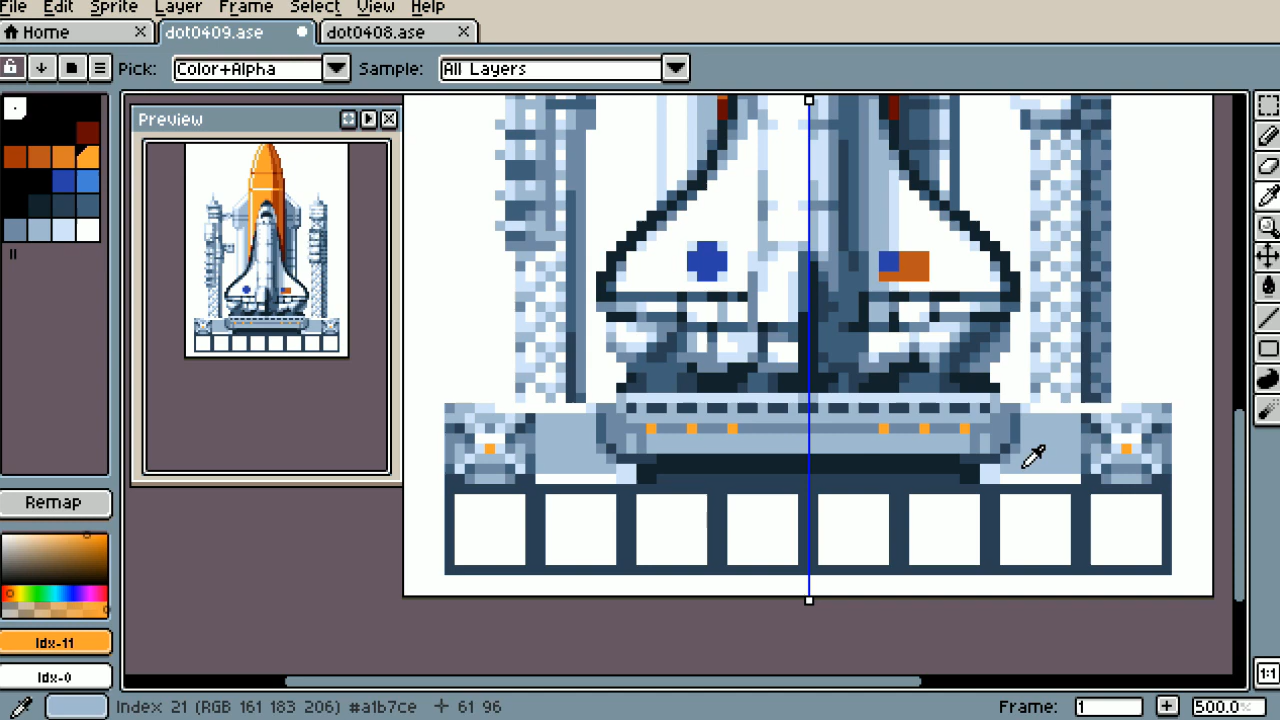 File Edit Sprite Layer Frame Select View Help
Home dot0409.ase dot0408.ase
Pick: Color+Alpha Sample: All Layers
Preview
Remap
Idx-11
Idx-0
1:1
Index 21 (RGB 161 183 206) #a1b7ce 61 96 Frame: 1 500.0%